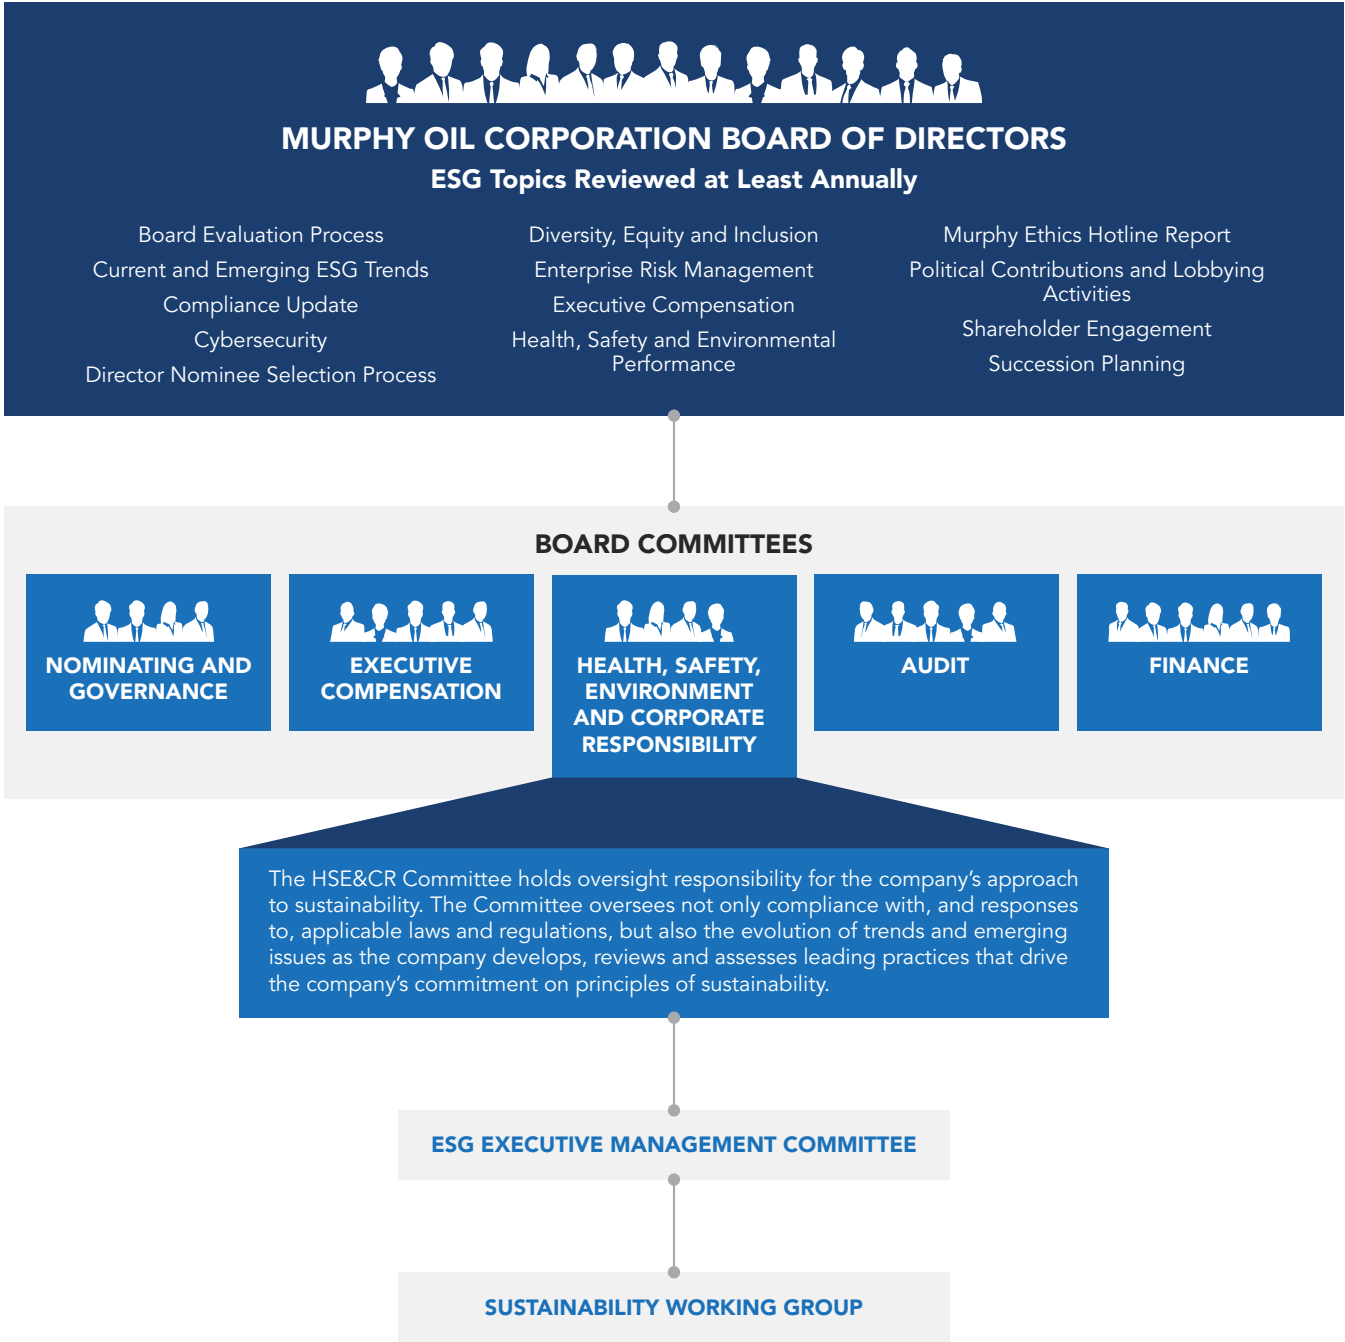 MURPHY OIL CORPORATION BOARD OF DIRECTORS
ESG Topics Reviewed at Least Annually
Board Evaluation Process
Current and Emerging ESG Trends
Compliance Update
Cybersecurity
Director Nominee Selection Process
Diversity, Equity and Inclusion
Enterprise Risk Management
Executive Compensation
Health, Safety and Environmental
Performance
Murphy Ethics Hotline Report
Political Contributions and Lobbying
Activities
Shareholder Engagement
Succession Planning
BOARD COMMITTEES
NOMINATING AND
GOVERNANCE
EXECUTIVE
COMPENSATION
HEALTH, SAFETY,
ENVIRONMENT
AND CORPORATE
RESPONSIBILITY
AUDIT
FINANCE
The HSE&CR Committee holds oversight responsibility for the company’s approach
to sustainability. The Committee oversees not only compliance with, and responses
to, applicable laws and regulations, but also the evolution of trends and emerging
issues as the company develops, reviews and assesses leading practices that drive
the company’s commitment on principles of sustainability.
ESG EXECUTIVE MANAGEMENT COMMITTEE
SUSTAINABILITY WORKING GROUP